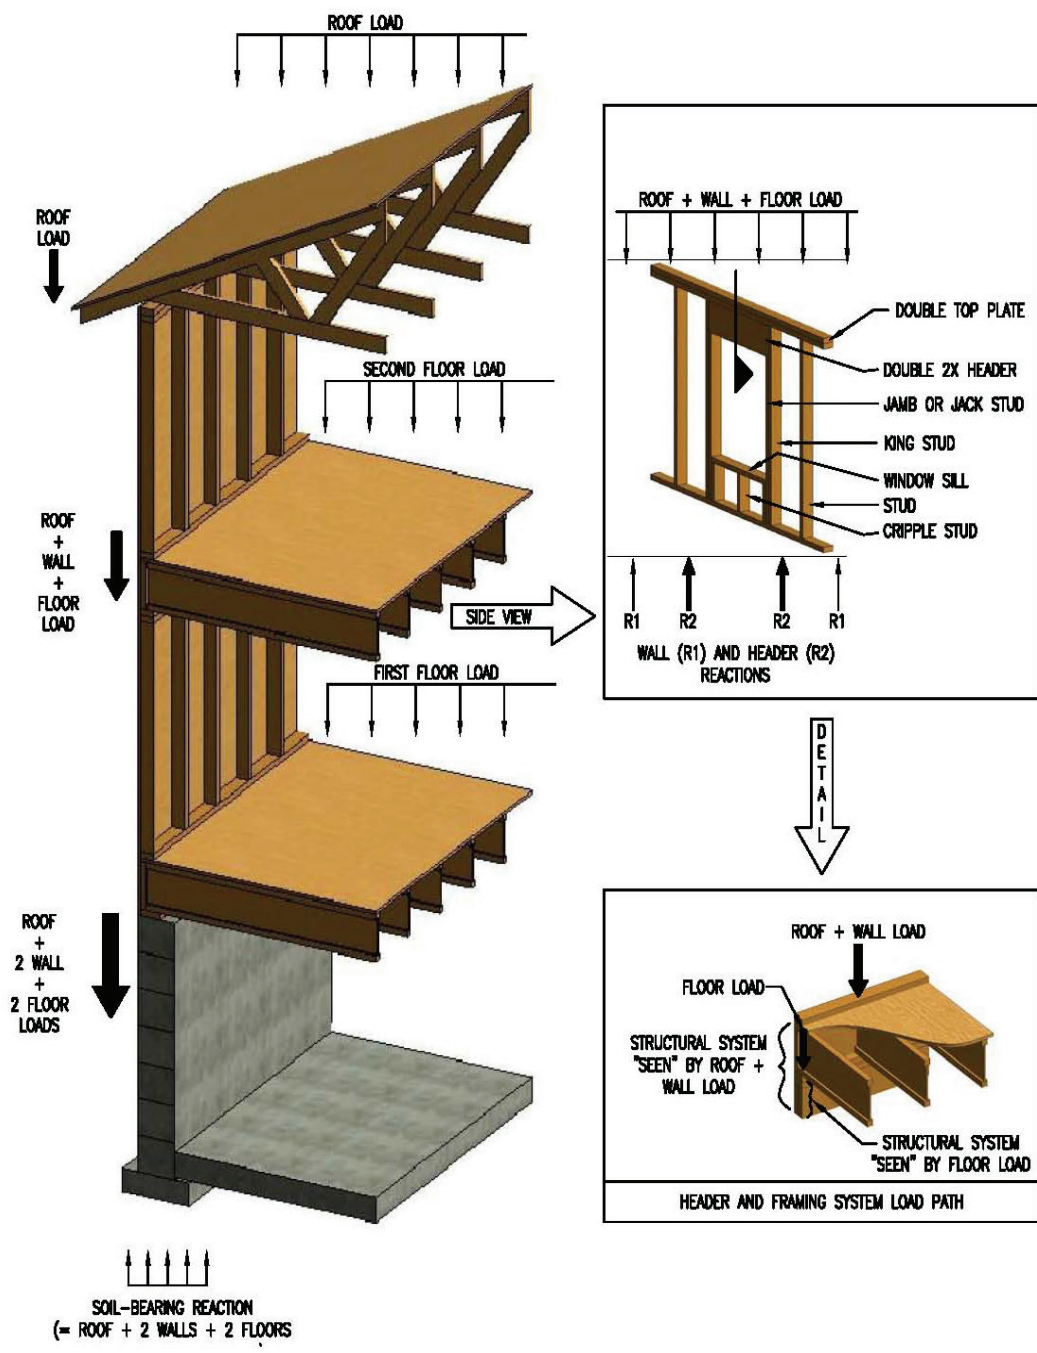 ROOF LOAD
ROOF
LOAD
SECOND FLOOR LOAD
ROOF
+
WALL
+
FLOOR
LOAD
SIDE VIEW
FIRST FLOOR LOAD
ROOF
+
2 WALL
+
2 FLOOR
LOADS
SOIL-BEARING REACTION
(= ROOF + 2 WALLS + 2 FLOORS
ROOF + WALL + FLOOR LOAD
DOUBLE TOP PLATE
DOUBLE 2X HEADER
JAMB OR JACK STUD
KING STUD
WINDOW SILL
STUD
CRIPPLE STUD
R1 R2 R2 R1
WALL (R1) AND HEADER (R2)
REACTIONS
DETAIL
ROOF + WALL LOAD
FLOOR LOAD
STRUCTURAL SYSTEM
"SEEN" BY ROOF +
WALL LOAD
STRUCTURAL SYSTEM
"SEEN" BY FLOOR LOAD
HEADER AND FRAMING SYSTEM LOAD PATH